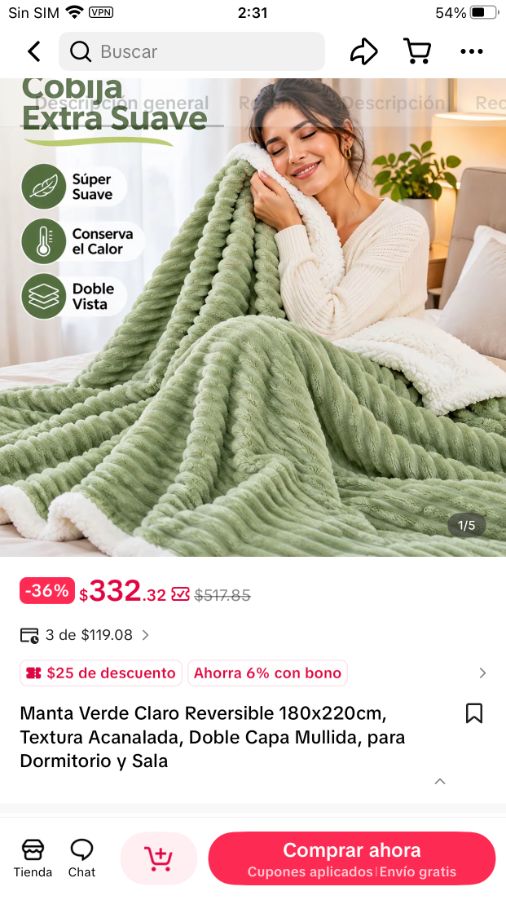 Sin SIM VPN 2:31 54%
Buscar
Descripción general Descripción Rec
Cobija
Extra Suave
Súper
Suave
Conserva
el Calor
Doble
Vista
1/5
-36% $332.32 $517.85
3 de $119.08
$25 de descuento Ahorra 6% con bono
Manta Verde Claro Reversible 180x220cm,
Textura Acanalada, Doble Capa Mullida, para
Dormitorio y Sala
Tienda
Chat
Comprar ahora
Cupones aplicados|Envío gratis